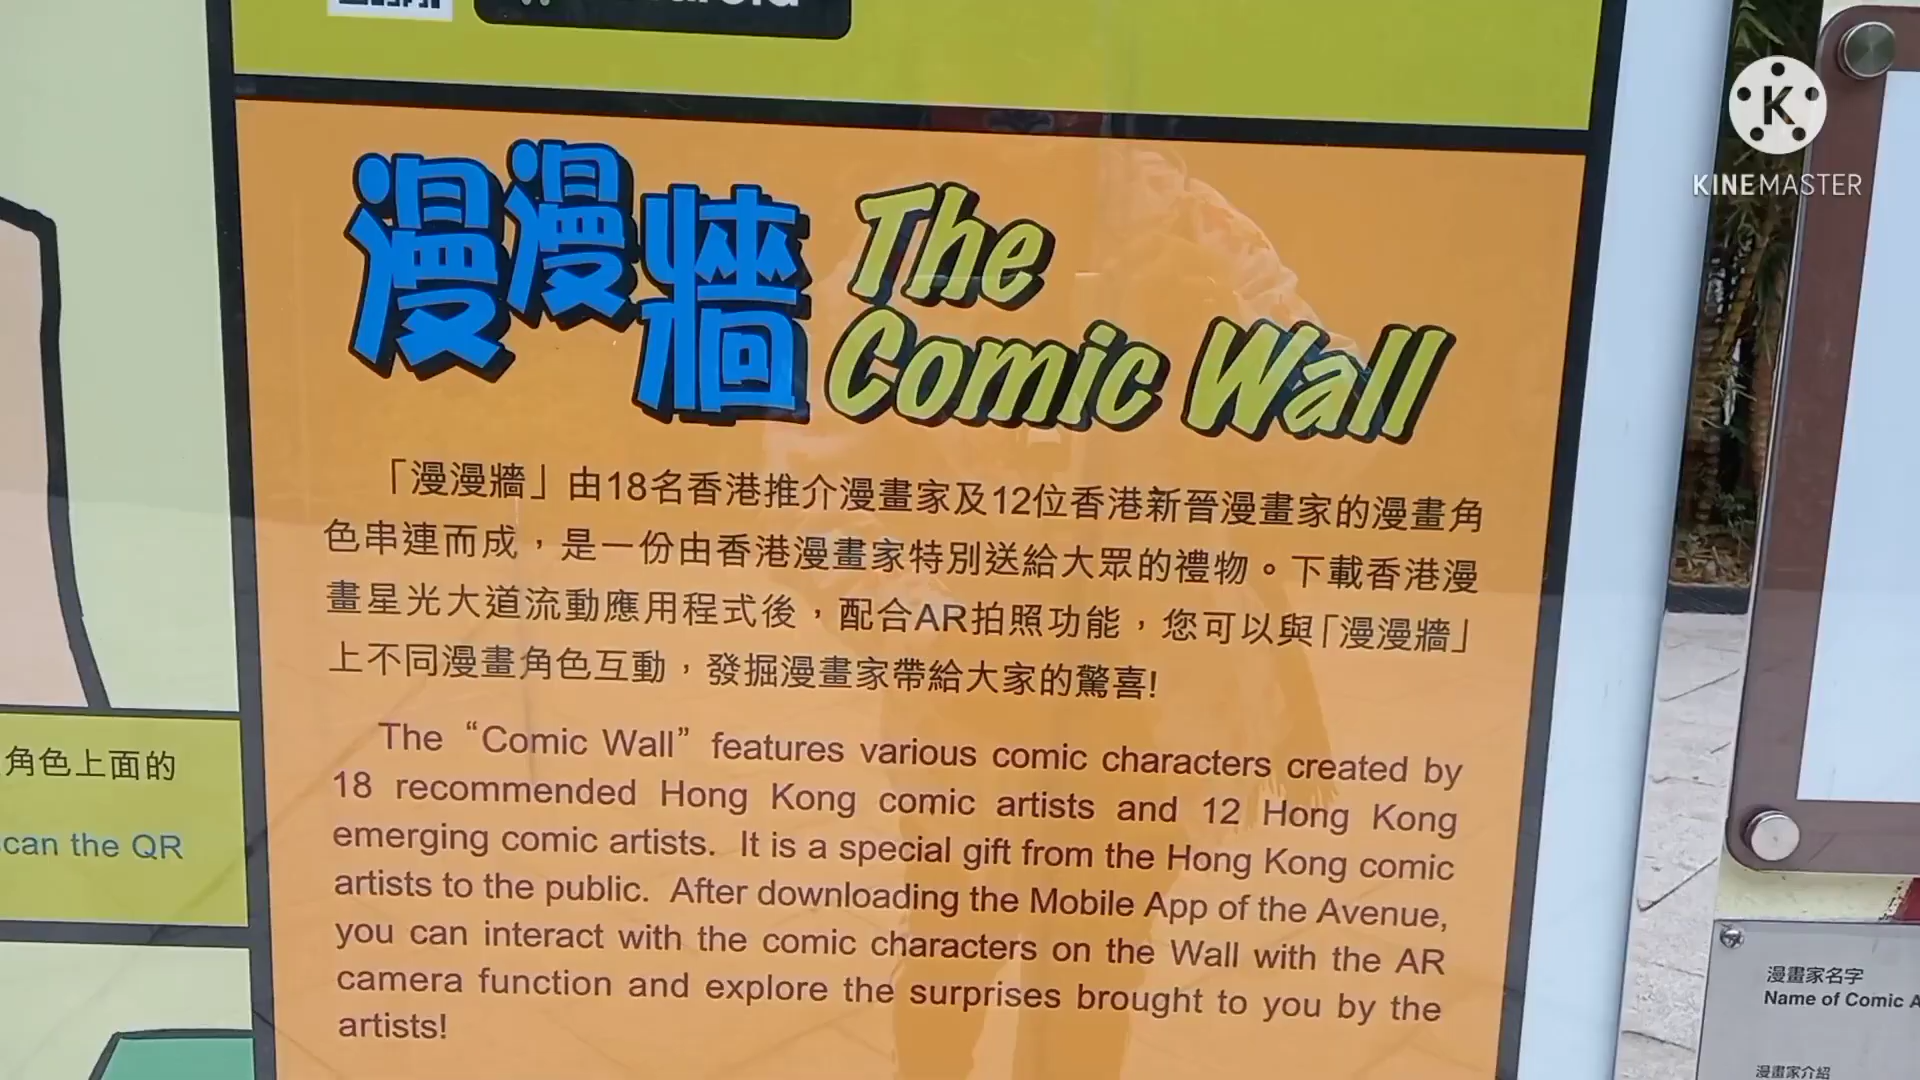 漫漫牆
The
Comic Wall
「漫漫牆」由18名香港推介漫畫家及12位香港新晉漫畫家的漫畫角
色串連而成，是一份由香港漫畫家特別送給大眾的禮物。下載香港漫
畫星光大道流動應用程式後，配合AR拍照功能，您可以與「漫漫牆」
上不同漫畫角色互動，發掘漫畫家帶給大家的驚喜!
The “Comic Wall” features various comic characters created by
18 recommended Hong Kong comic artists and 12 Hong Kong
emerging comic artists. It is a special gift from the Hong Kong comic
artists to the public. After downloading the Mobile App of the Avenue,
you can interact with the comic characters on the Wall with the AR
camera function and explore the surprises brought to you by the
artists!
角色上面的
scan the QR
K
KINEMASTER
漫畫家名字
Name of Comic
漫畫家介紹